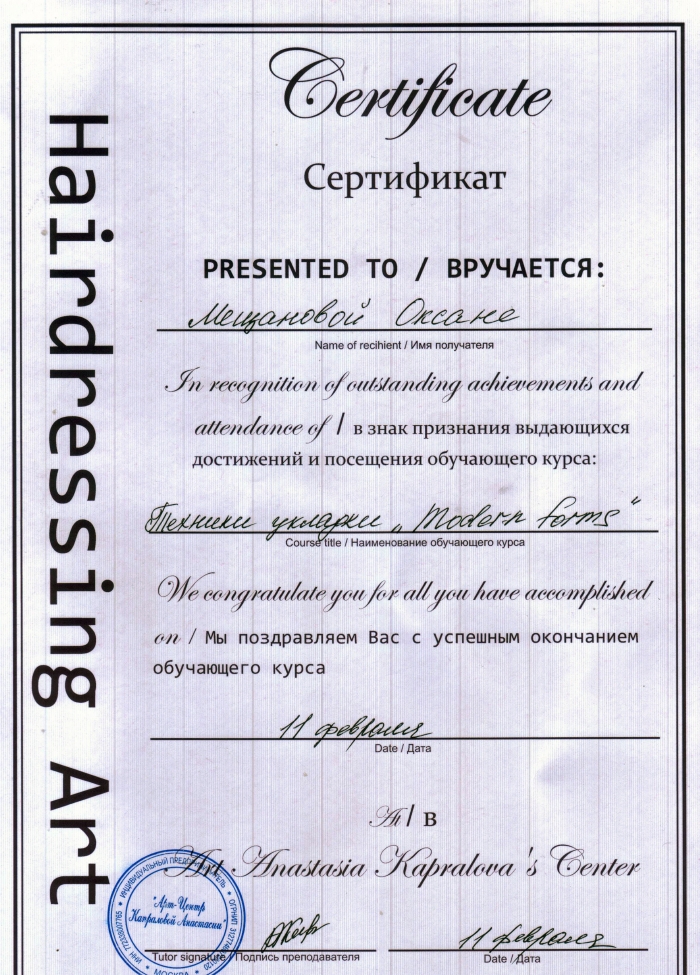 Hairdressing Art
Certificate
Сертификат
PRESENTED TO / ВРУЧАЕТСЯ:
Мещановой Оксане
Name of recihient / Имя получателя
In recognition of outstanding achievements and
attendance of / в знак признания выдающихся
достижений и посещения обучающего курса:
Техники укладки „Modern forms“
Course title / Наименование обучающего курса
We congratulate you for all you have accomplished
on / Мы поздравляем Вас с успешным окончанием
обучающего курса
11 февраля
Date / Дата
At / в
Art Anastasia Kapralova 's Center
ИНДИВИДУАЛЬНЫЙ ПРЕДПРИНИМАТЕЛЬ
"Арт-Центр
Капраловой Анастасии"
МОСКВА
11 февраля
Tutor signature / Подпись преподавателя
Date / Дата